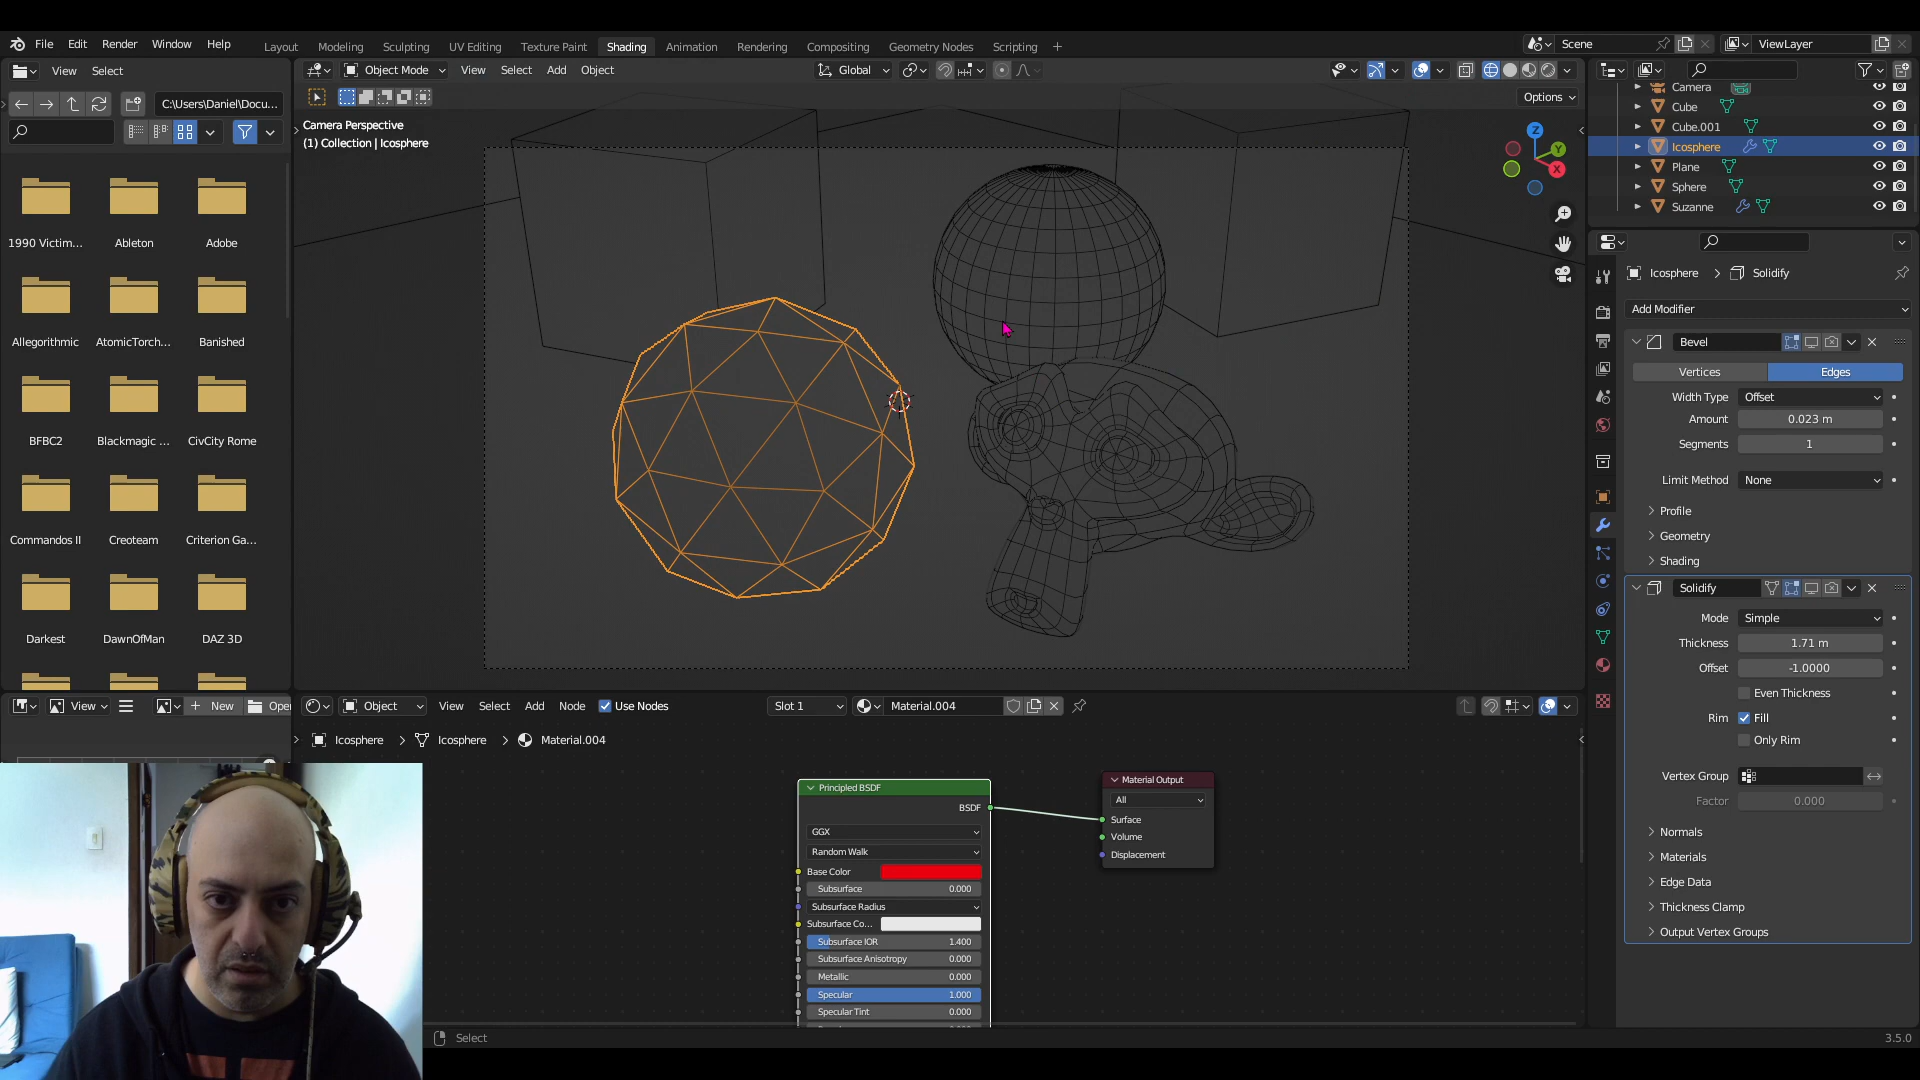 File Edit Render Window Help
Layout Modeling Sculpting UV Editing Texture Paint Shading Animation Rendering Compositing Geometry Nodes Scripting +
Scene ViewLayer
View Select
Object Mode View Select Add Object Global
C:\Users\Daniel\Docu...
Options
Camera Perspective
(1) Collection | Icosphere
Z
Y
X
1990 Victim... Ableton Adobe
Allegorithmic AtomicTorch... Banished
BFBC2 Blackmagic ... CivCity Rome
Commandos II Creoteam Criterion Ga...
Darkest DawnOfMan DAZ 3D
Camera
Cube
Cube.001
Icosphere
Plane
Sphere
Suzanne
Icosphere > Solidify
Add Modifier
Bevel
Vertices Edges
Width Type Offset
Amount 0.023 m
Segments 1
Limit Method None
Profile
Geometry
Shading
Solidify
Mode Simple
Thickness 1.71 m
Offset -1.0000
Even Thickness
Rim Fill
Only Rim
Vertex Group
Factor 0.000
Normals
Materials
Edge Data
Thickness Clamp
Output Vertex Groups
View + New Open
Object View Select Add Node Use Nodes Slot 1 Material.004
Icosphere > Icosphere > Material.004
Principled BSDF
BSDF
GGX
Random Walk
Base Color
Subsurface 0.000
Subsurface Radius
Subsurface Co...
Subsurface IOR 1.400
Subsurface Anisotropy 0.000
Metallic 0.000
Specular 1.000
Specular Tint 0.000
Material Output
All
Surface
Volume
Displacement
Select
3.5.0